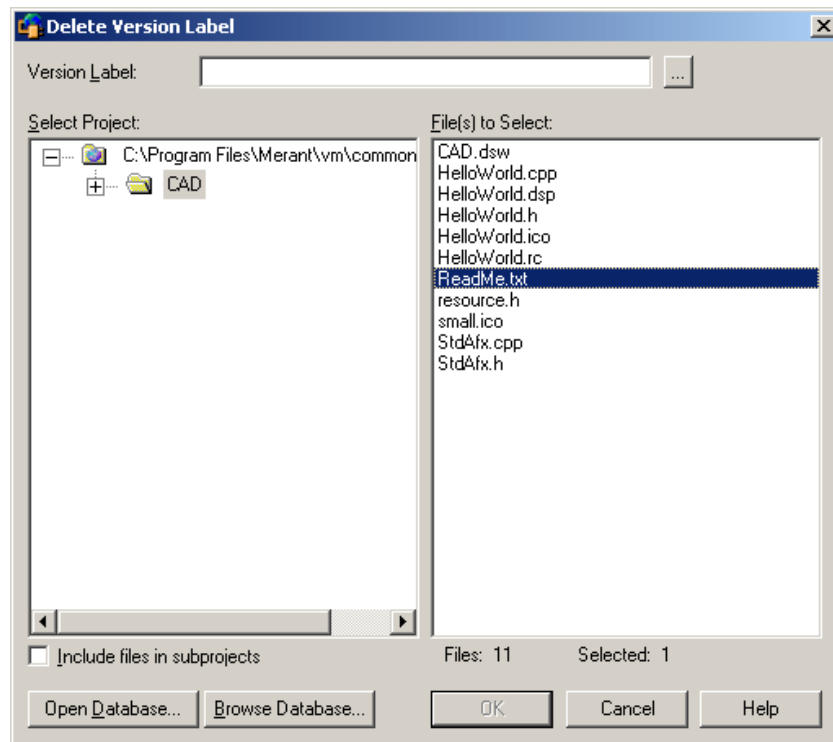 Delete Version Label
Version Label:
...
Select Project:
C:\Program Files\Merant\vm\common
CAD
File(s) to Select:
CAD.dsw
HelloWorld.cpp
HelloWorld.dsp
HelloWorld.h
HelloWorld.ico
HelloWorld.rc
ReadMe.txt
resource.h
small.ico
StdAfx.cpp
StdAfx.h
Include files in subprojects
Files: 11 Selected: 1
Open Database... Browse Database... OK Cancel Help